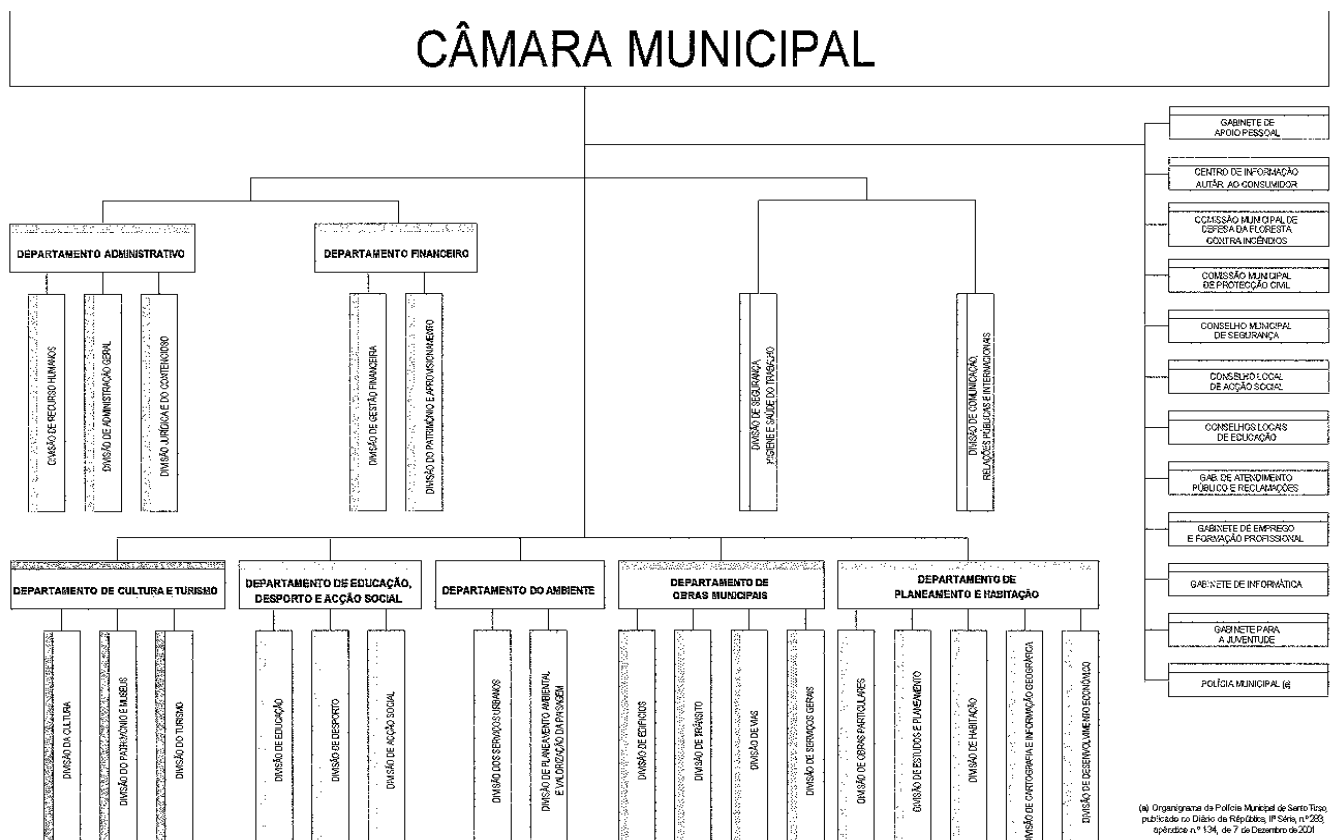 CÂMARA MUNICIPAL
GABINETE DE
APOIO PESSOAL
CENTRO DE INFORMAÇÃO
AUTÁR. AO CONSUMIDOR
COMISSÃO MUNICIPAL DE
DEFESA DA FLORESTA
CONTRA INCÊNDIOS
COMISSÃO MUNICIPAL
DE PROTECÇÃO CIVIL
CONSELHO MUNICIPAL
DE SEGURANÇA
CONSELHO LOCAL
DE ACÇÃO SOCIAL
CONSELHOS LOCAIS
DE EDUCAÇÃO
GAB. DE ATENDIMENTO
PÚBLICO E RECLAMAÇÕES
GABINETE DE EMPREGO
E FORMAÇÃO PROFISSIONAL
GABINETE DE INFORMÁTICA
GABINETE PARA
A JUVENTUDE
POLÍCIA MUNICIPAL (a)
DEPARTAMENTO ADMINISTRATIVO
DIVISÃO DE RECURSO HUMANOS
DIVISÃO DE ADMINISTRAÇÃO GERAL
DIVISÃO JURÍDICA E DO CONTENCIOSO
DEPARTAMENTO FINANCEIRO
DIVISÃO DE GESTÃO FINANCEIRA
DIVISÃO DO PATRIMÓNIO E APROVISIONAMENTO
DIVISÃO DE SEGURANÇA,
HIGIENE E SAÚDE DO TRABALHO
DIVISÃO DE COMUNICAÇÃO,
RELAÇÕES PÚBLICAS E INTERNACIONAIS
DEPARTAMENTO DE CULTURA E TURISMO
DIVISÃO DA CULTURA
DIVISÃO DO PATRIMÓNIO E MUSEUS
DIVISÃO DO TURISMO
DEPARTAMENTO DE EDUCAÇÃO,
DESPORTO E ACÇÃO SOCIAL
DIVISÃO DE EDUCAÇÃO
DIVISÃO DE DESPORTO
DIVISÃO DE ACÇÃO SOCIAL
DEPARTAMENTO DO AMBIENTE
DIVISÃO DOS SERVIÇOS URBANOS
DIVISÃO DE PLANEAMENTO AMBIENTAL
E VALORIZAÇÃO DA PAISAGEM
DEPARTAMENTO DE
OBRAS MUNICIPAIS
DIVISÃO DE EDIFICIOS
DIVISÃO DE TRÂNSITO
DIVISÃO DE VIAS
DIVISÃO DE SERVIÇOS GERAIS
DEPARTAMENTO DE
PLANEAMENTO E HABITAÇÃO
DIVISÃO DE OBRAS PARTICULARES
DIVISÃO DE ESTUDOS E PLANEAMENTO
DIVISÃO DE HABITAÇÃO
DIVISÃO DE CARTOGRAFIA E INFORMAÇÃO GEOGRÁFICA
DIVISÃO DE DESENVOLVIMENTO ECONÓMICO
(a) Organigrama da Polícia Municipal de Santo Tirso,
publicado no Diário da República, IIª Série, n.º 283,
apêndice n.º 134, de 7 de Dezembro de 2001